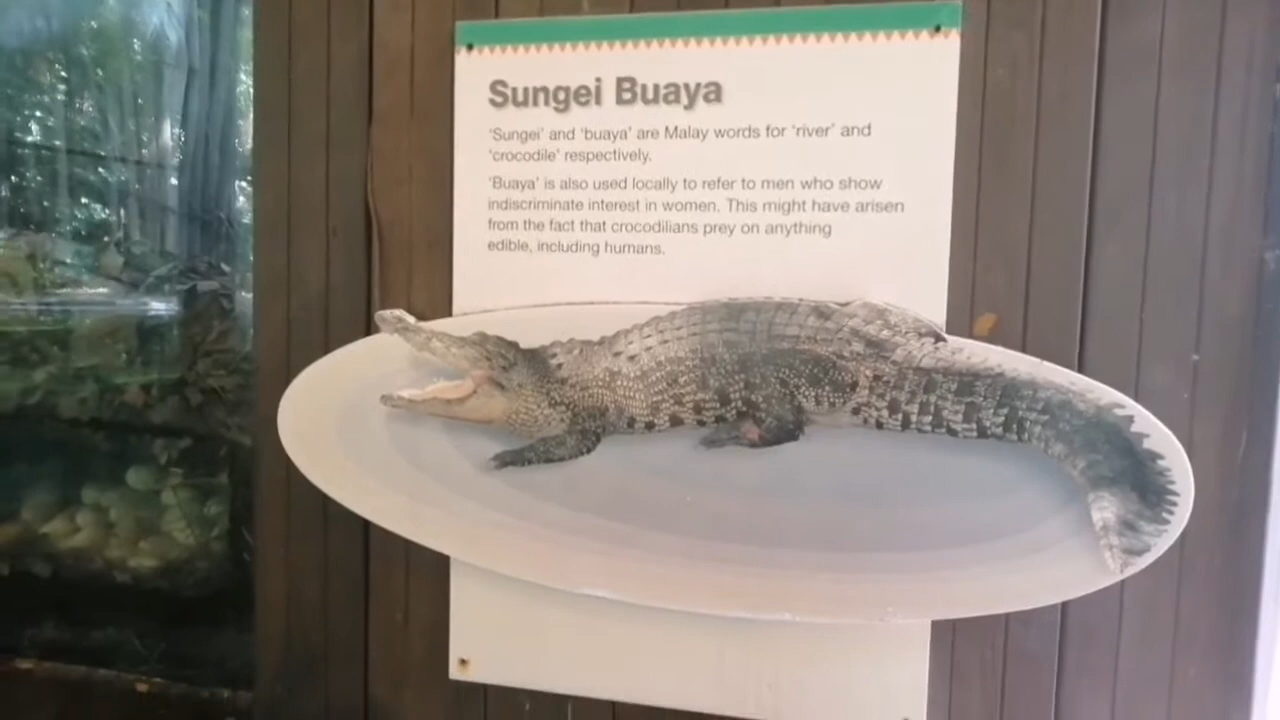 Sungei Buaya
'Sungei' and 'buaya' are Malay words for 'river' and
'crocodile' respectively.
'Buaya' is also used locally to refer to men who show
indiscriminate interest in women. This might have arisen
from the fact that crocodilians prey on anything
edible, including humans.